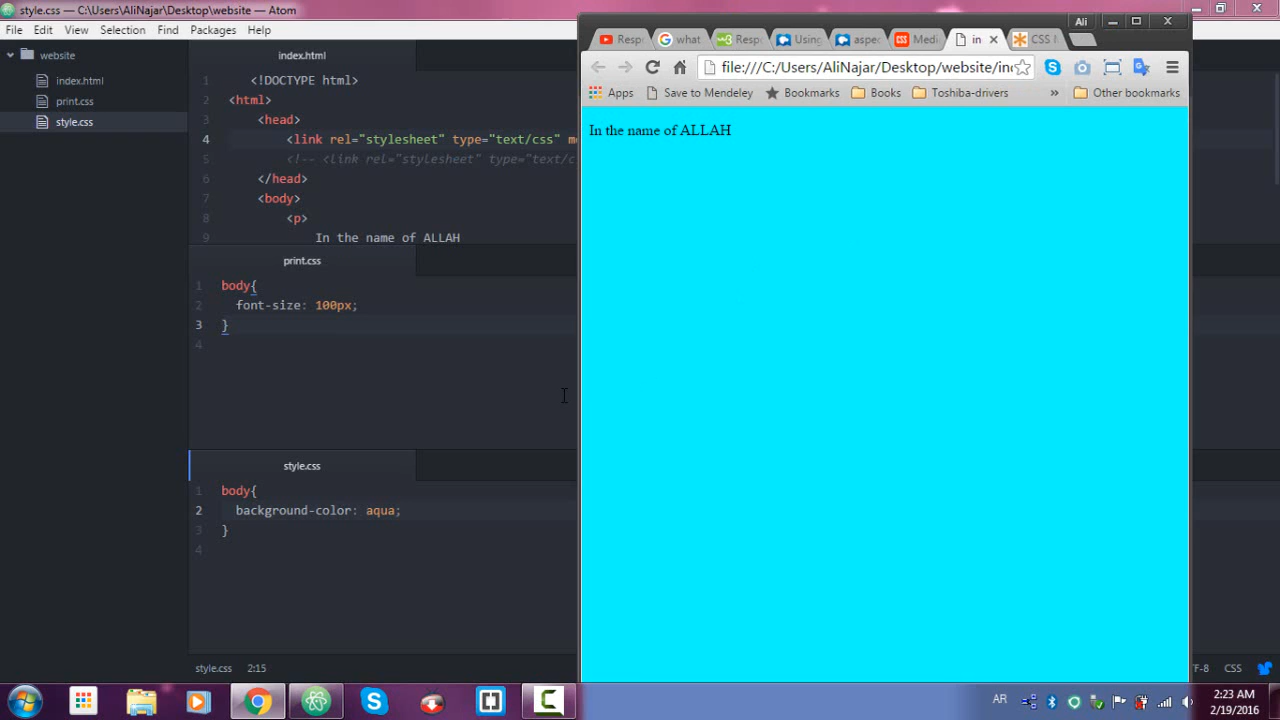 style.css — C:\Users\AliNajar\Desktop\website — Atom
File Edit View Selection Find Packages Help
website
index.html
print.css
style.css
index.html
1 <!DOCTYPE html>
2 <html>
3 <head>
4 <link rel="stylesheet" type="text/css" me
5 <!-- <link rel="stylesheet" type="text/c
6 </head>
7 <body>
8 <p>
9 In the name of ALLAH
print.css
1 body{
2 font-size: 100px;
3 }
4
style.css
1 body{
2 background-color: aqua;
3 }
4
style.css 2:15
Ali
Resp what Resp Using aspec Medi in CSS M
file:///C:/Users/AliNajar/Desktop/website/in
Apps Save to Mendeley Bookmarks Books Toshiba-drivers » Other bookmarks
In the name of ALLAH
F-8 CSS
AR
2:23 AM
2/19/2016